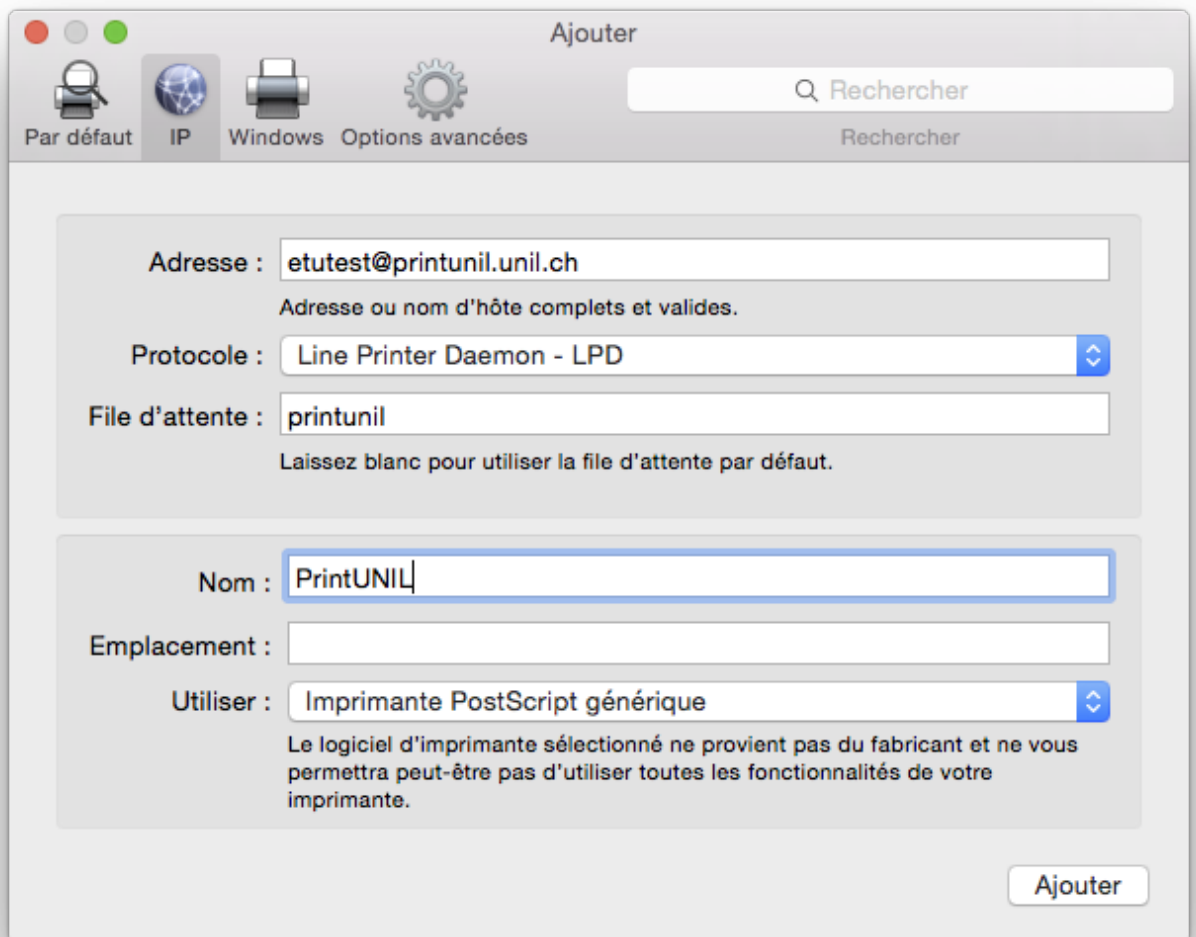 Ajouter
Par défaut
IP
Windows
Options avancées
Rechercher
Rechercher
Adresse : etutest@printunil.unil.ch
Adresse ou nom d'hôte complets et valides.
Protocole : Line Printer Daemon - LPD
File d'attente : printunil
Laissez blanc pour utiliser la file d'attente par défaut.
Nom : PrintUNIL
Emplacement :
Utiliser : Imprimante PostScript générique
Le logiciel d'imprimante sélectionné ne provient pas du fabricant et ne vous
permettra peut-être pas d'utiliser toutes les fonctionnalités de votre
imprimante.
Ajouter